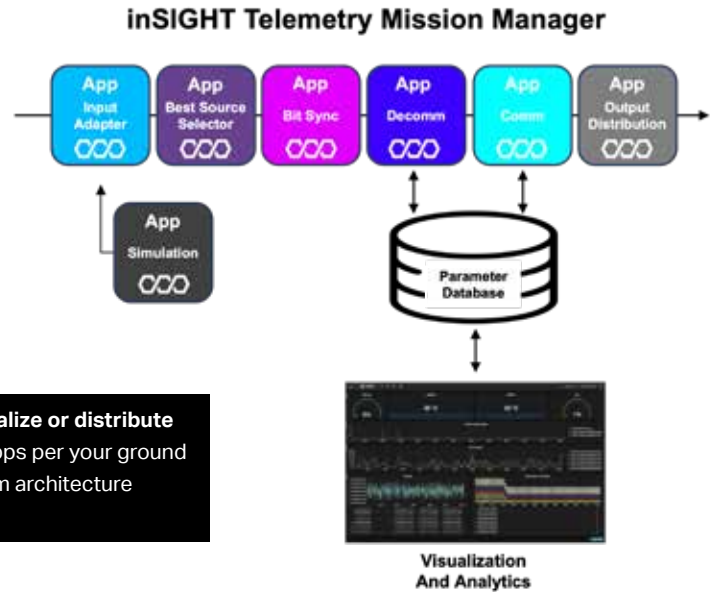 inSIGHT Telemetry Mission Manager
App
Input
Adapter
App
Best Source
Selector
App
Bit Sync
App
Decomm
App
Comm
App
Output
Distribution
App
Simulation
Parameter
Database
alize or distribute
ps per your ground
m architecture
Visualization
And Analytics